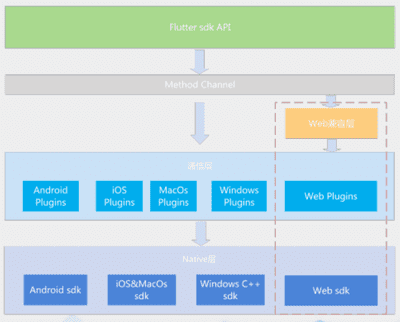 Flutter sdk API
Method Channel
Web兼容层
通信层
Android
Plugins
iOS
Plugins
MacOs
Plugins
Windows
Plugins
Web Plugins
Native层
Android sdk
iOS&MacOs
sdk
Windows C++
sdk
Web sdk